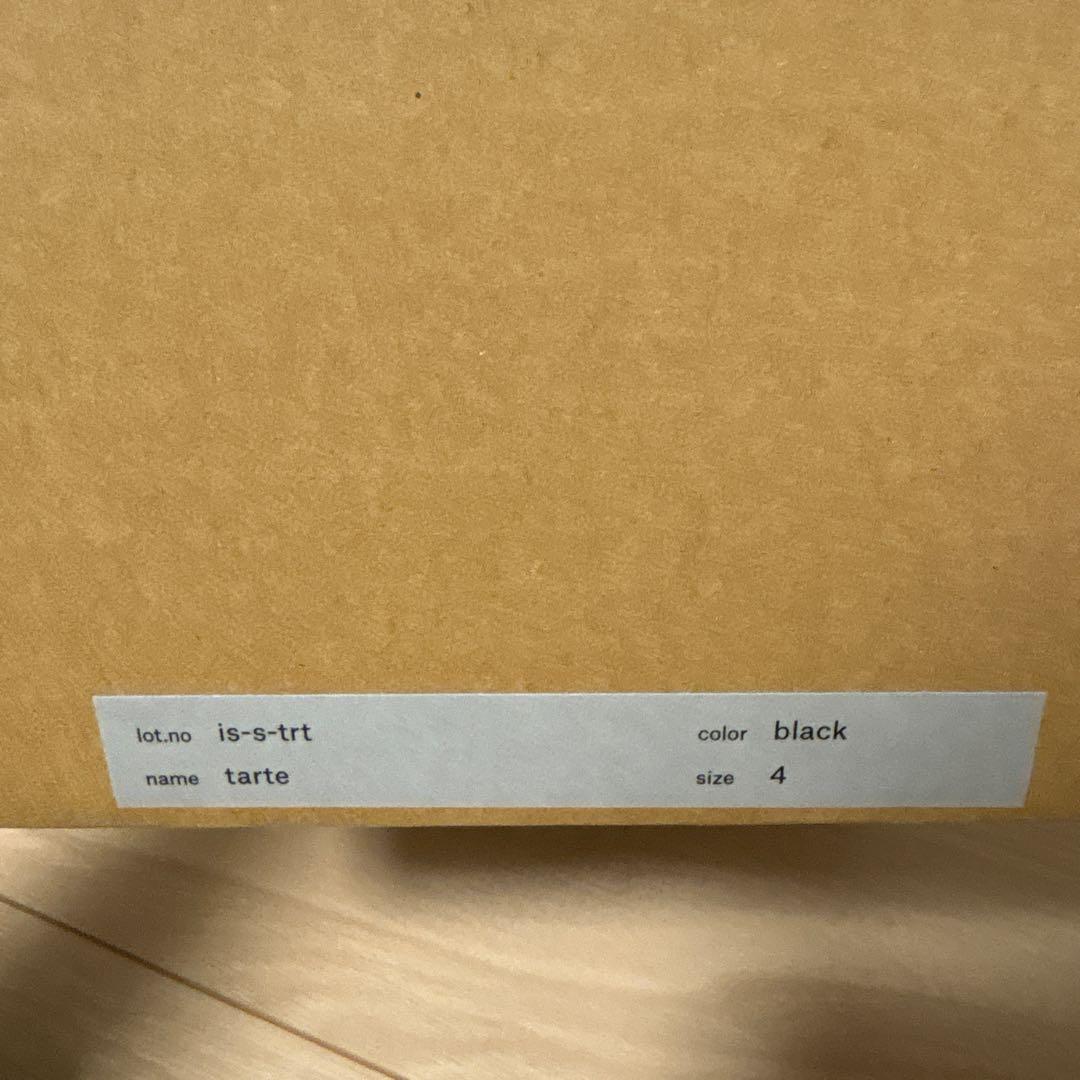 lot.no is-s-trt color black
name tarte size 4